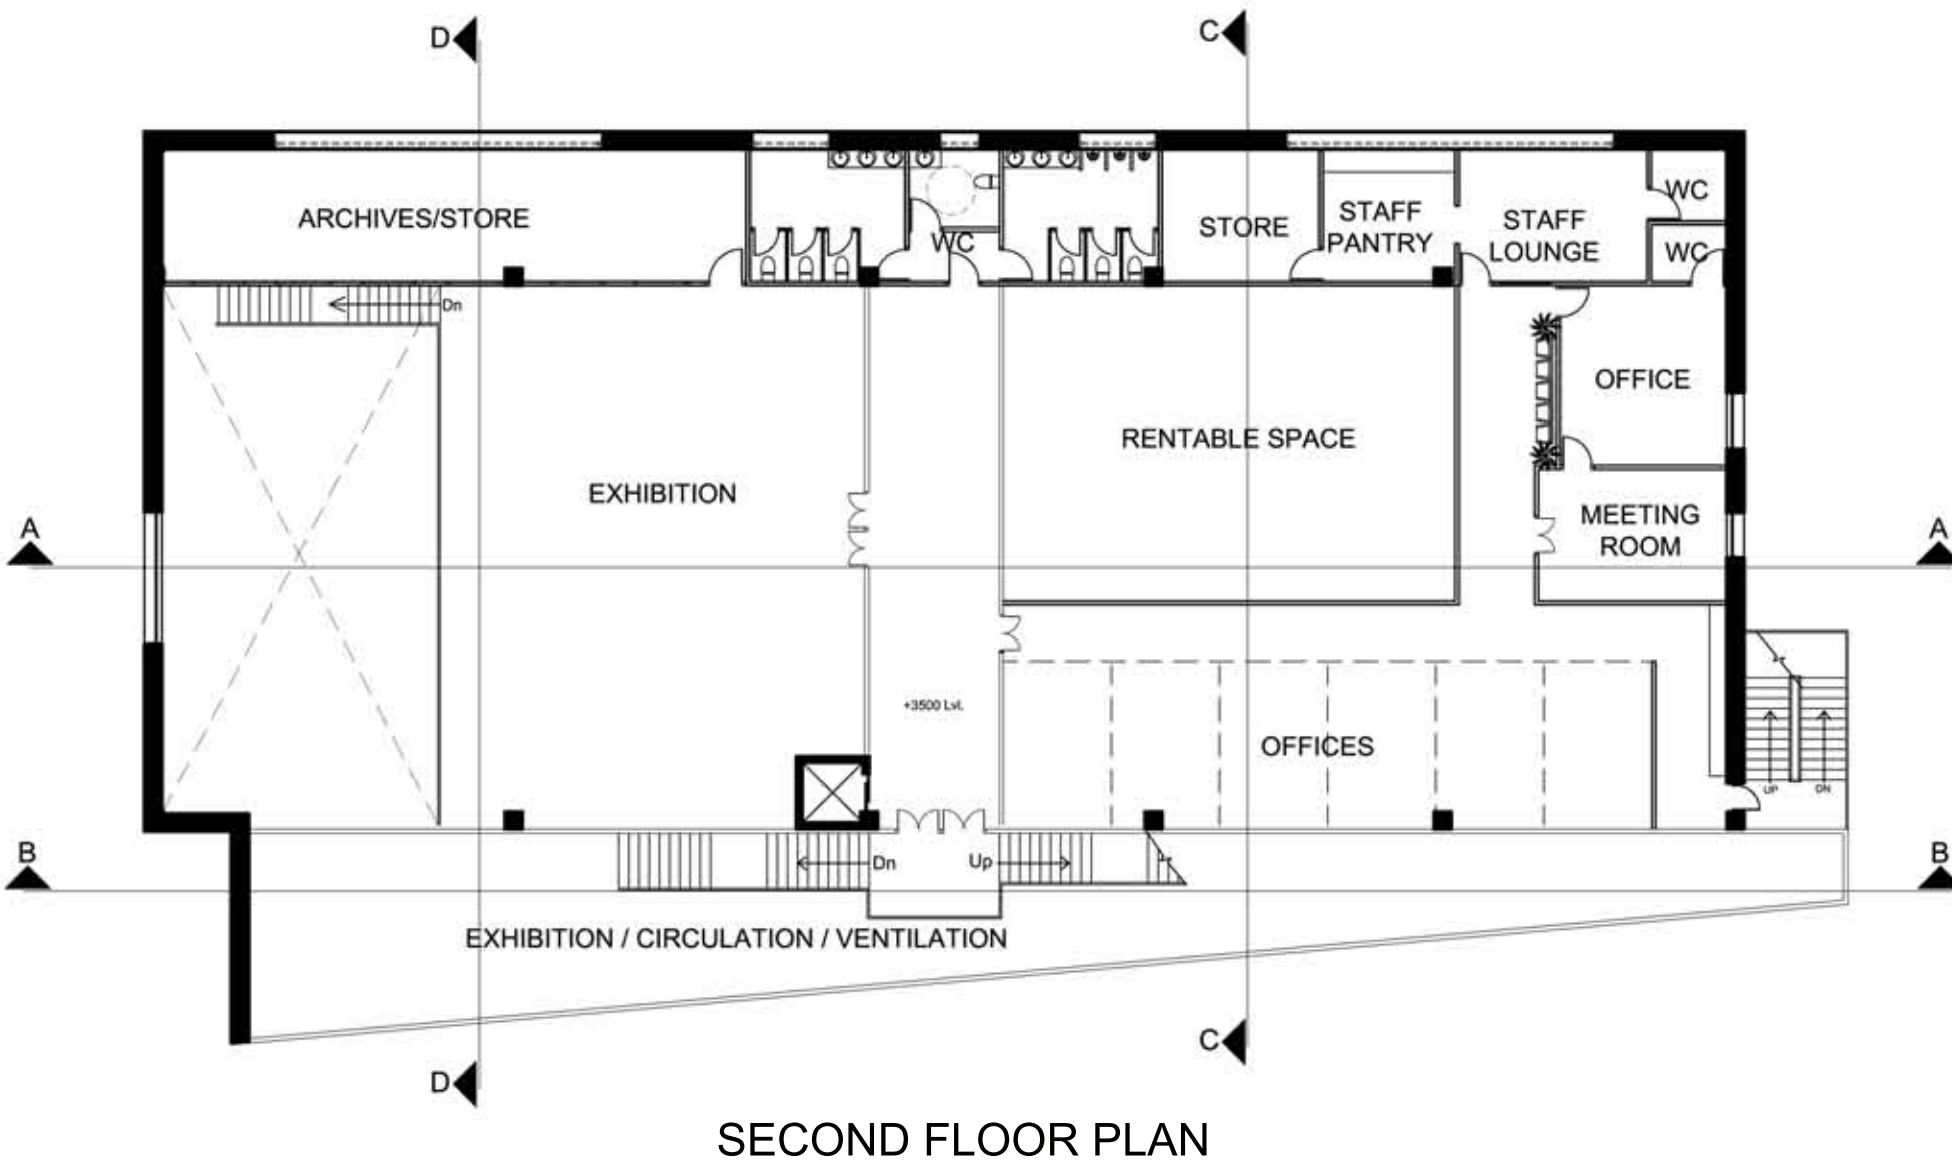 D
C
ARCHIVES/STORE
WC
STORE
STAFF
PANTRY
STAFF
LOUNGE
WC
WC
Dn
OFFICE
RENTABLE SPACE
EXHIBITION
MEETING
ROOM
A
A
+3500 Lvl.
OFFICES
UP
DN
B
Dn
Up
B
EXHIBITION / CIRCULATION / VENTILATION
C
D
SECOND FLOOR PLAN